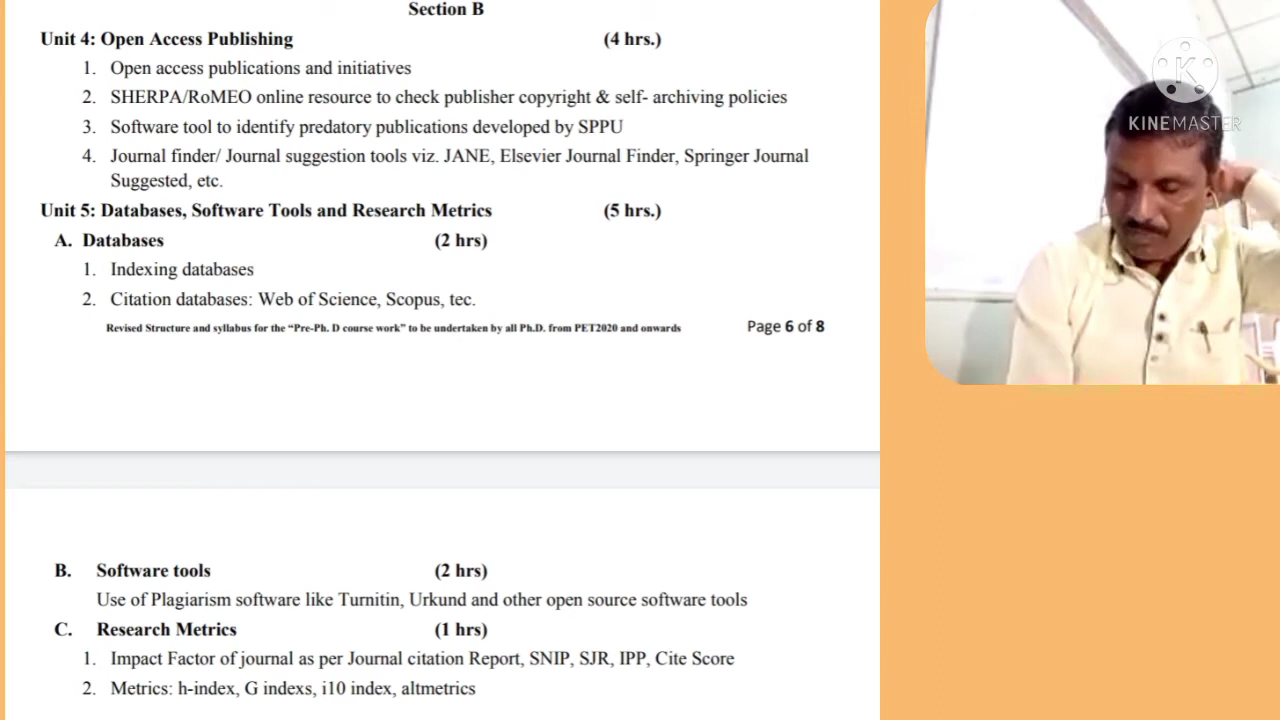 Section B
Unit 4: Open Access Publishing (4 hrs.)
1. Open access publications and initiatives
2. SHERPA/RoMEO online resource to check publisher copyright & self- archiving policies
3. Software tool to identify predatory publications developed by SPPU
4. Journal finder/ Journal suggestion tools viz. JANE, Elsevier Journal Finder, Springer Journal
Suggested, etc.
Unit 5: Databases, Software Tools and Research Metrics (5 hrs.)
A. Databases (2 hrs)
1. Indexing databases
2. Citation databases: Web of Science, Scopus, tec.
Revised Structure and syllabus for the “Pre-Ph. D course work” to be undertaken by all Ph.D. from PET2020 and onwards Page 6 of 8
B. Software tools (2 hrs)
Use of Plagiarism software like Turnitin, Urkund and other open source software tools
C. Research Metrics (1 hrs)
1. Impact Factor of journal as per Journal citation Report, SNIP, SJR, IPP, Cite Score
2. Metrics: h-index, G indexs, i10 index, altmetrics
K
KINEMASTER